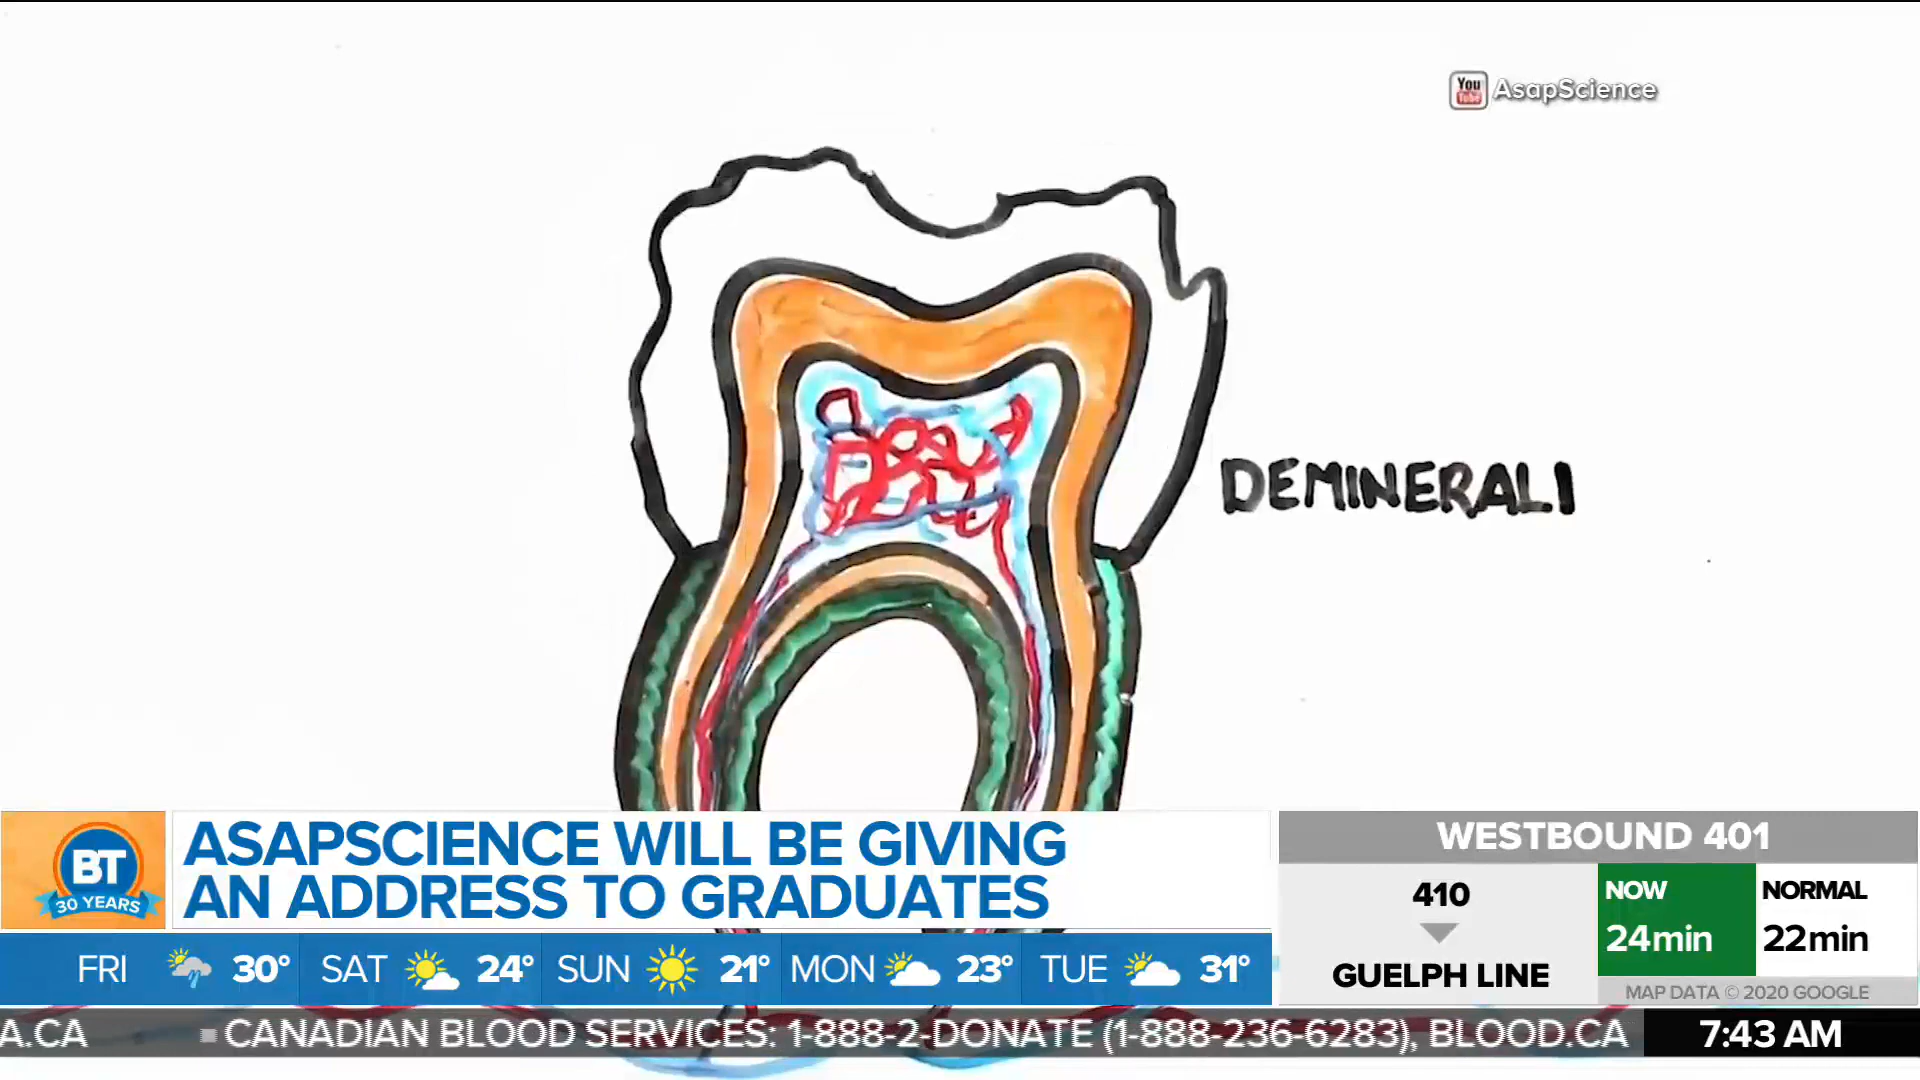 You
Tube
AsapScience
DEMINERALI
BT
30 YEARS
ASAPSCIENCE WILL BE GIVING
AN ADDRESS TO GRADUATES
WESTBOUND 401
410
GUELPH LINE
NOW
24min
NORMAL
22min
MAP DATA © 2020 GOOGLE
FRI 30° SAT 24° SUN 21° MON 23° TUE 31°
A.CA ■ CANADIAN BLOOD SERVICES: 1-888-2-DONATE (1-888-236-6283), BLOOD.CA
7:43 AM